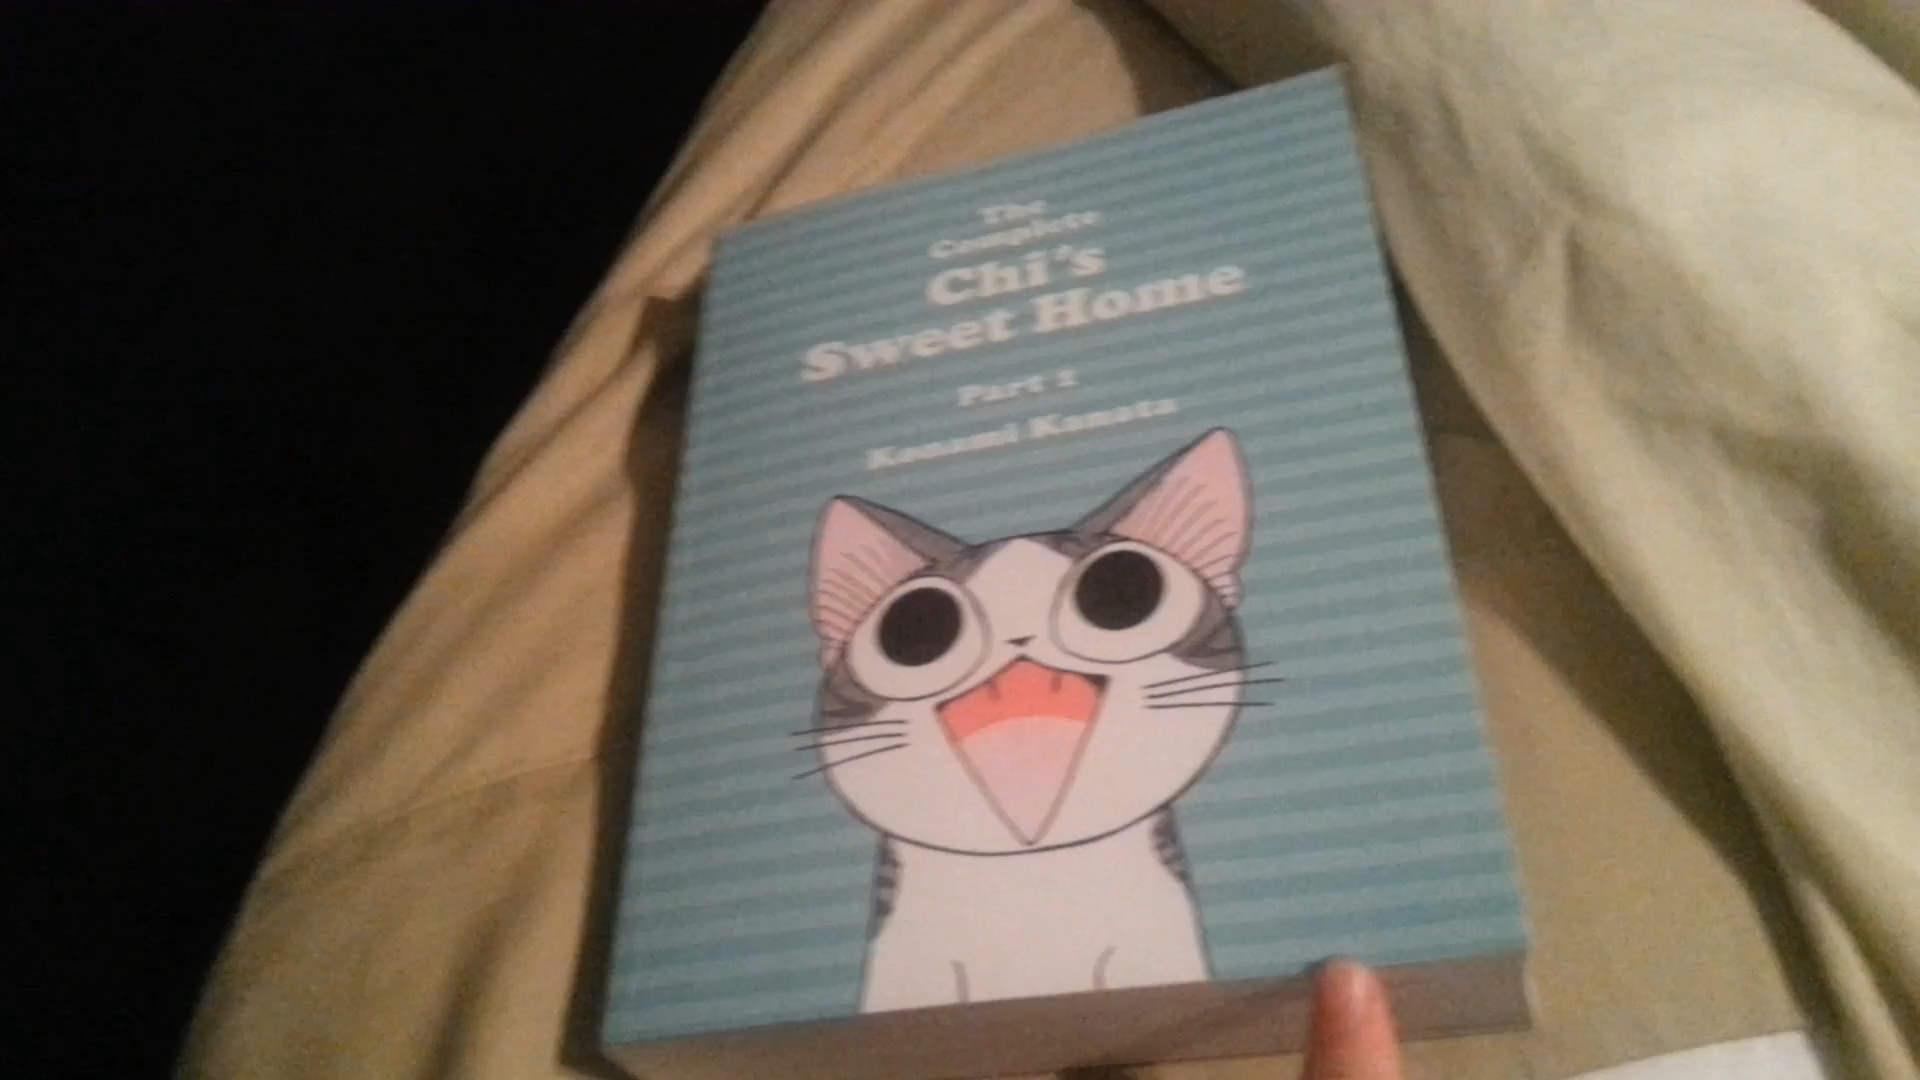 The
Complete
Chi's
Sweet Home
Part 1
Konami Kanata